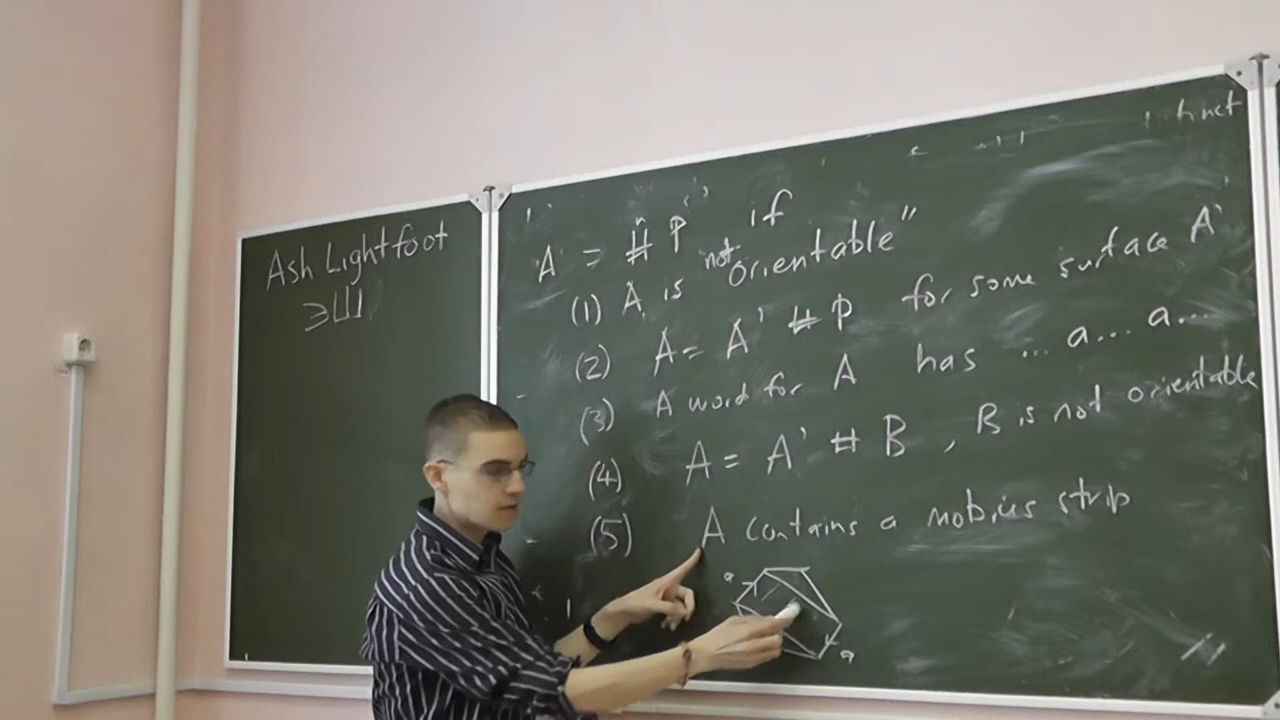 Ash Lightfoot
ЭШ
A = # P if
(1) A is not "orientable"
(2) A = A' # P for some surface A'
(3) A word for A has ... a... a...
(4) A = A' # B, B is not orientable
(5) A contains a mobius strip
a
a